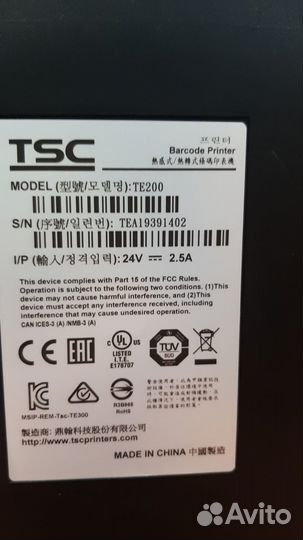 프린터
TSC
Barcode Printer
熱感式/熱轉式條碼印表機
MODEL (型號/모델명):TE200
S/N (序號/일련번호): TEA19391402
I/P (輸入/정격입력): 24V ⎓ 2.5A
This device complies with Part 15 of the FCC Rules.
Operation is subject to the following two conditions. (1)This
device may not cause harmful interference, and (2)This
device must accept any interference received, including
interference that may cause undesired operation.
CAN ICES-3 (A) /NMB-3 (A)
CE EAC UL US LISTED I.T.E. E178707 TÜV SÜD
R3B668
RoHS
MSIP-REM-Tsc-TE300
製造商: 鼎翰科技股份有限公司
http://www.tscprinters.com
MADE IN CHINA 中國製造
Avito